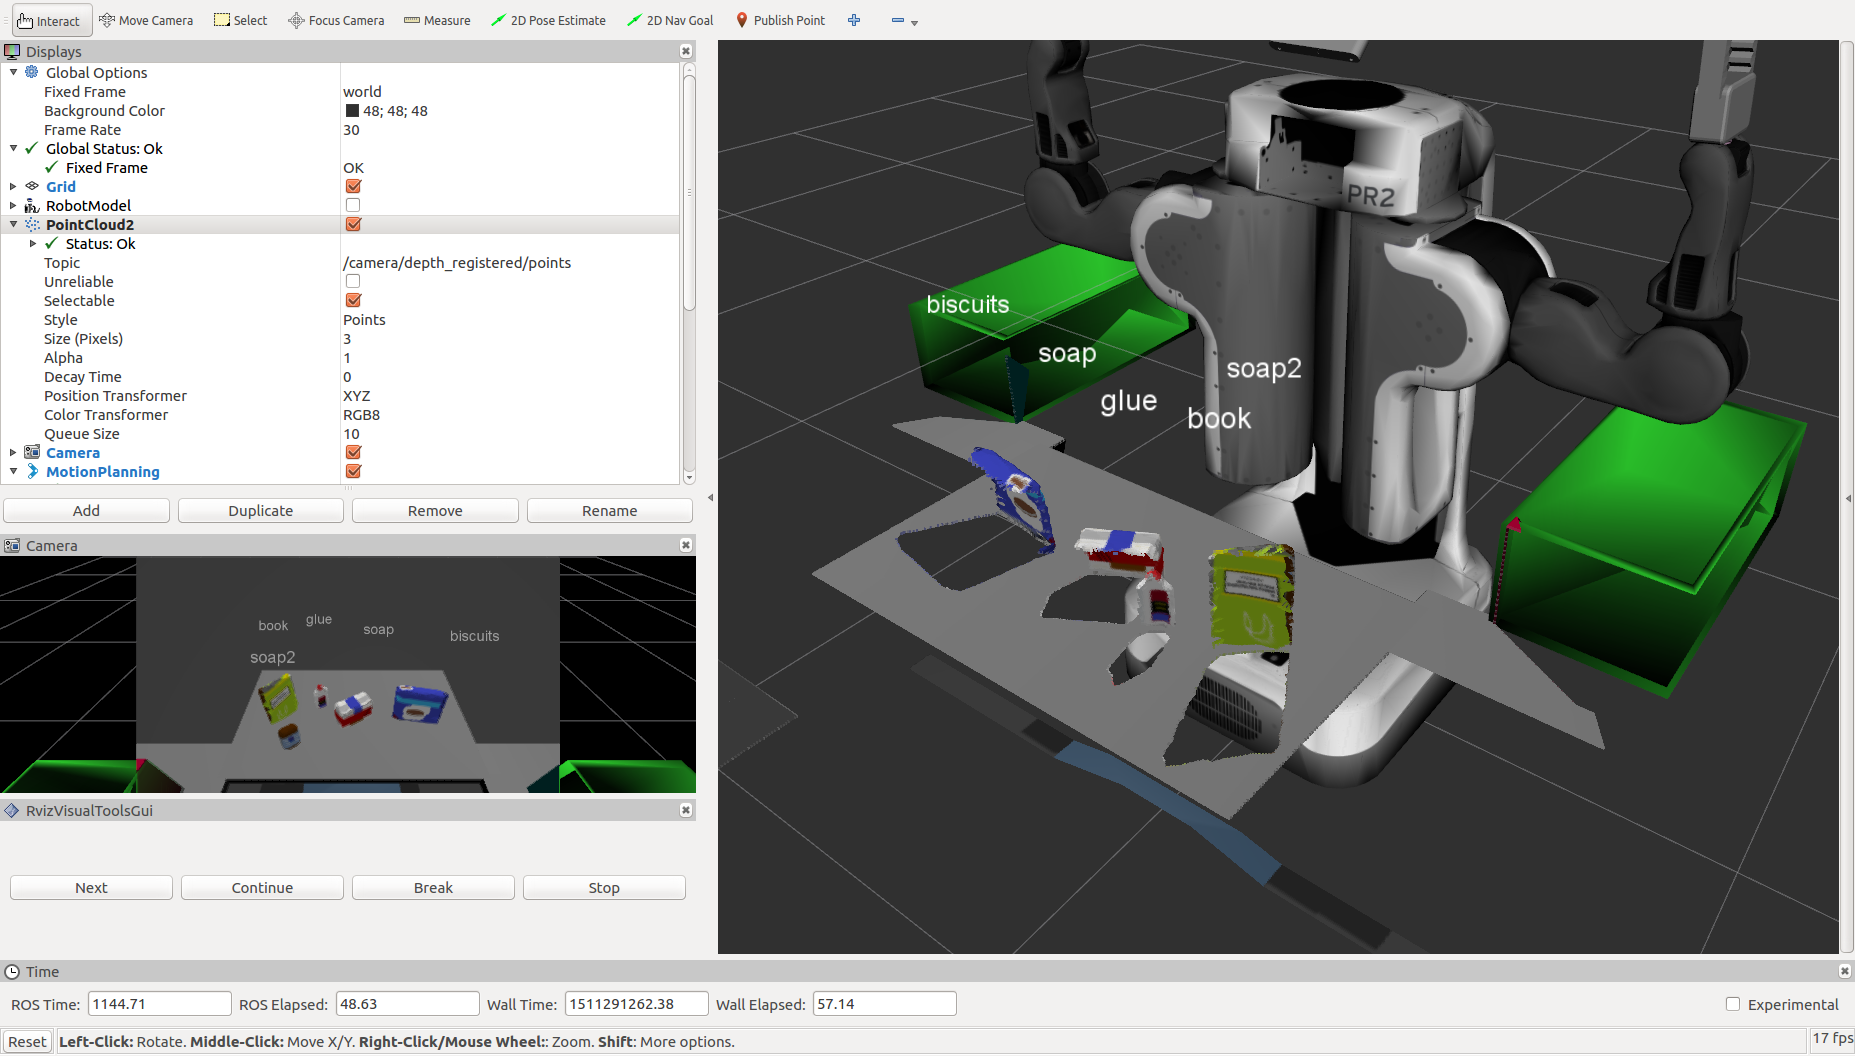 Interact Move Camera Select Focus Camera Measure 2D Pose Estimate 2D Nav Goal Publish Point
Displays
Global Options
Fixed Frame world
Background Color 48; 48; 48
Frame Rate 30
Global Status: Ok
Fixed Frame OK
Grid
RobotModel
PointCloud2
Status: Ok
Topic /camera/depth_registered/points
Unreliable
Selectable
Style Points
Size (Pixels) 3
Alpha 1
Decay Time 0
Position Transformer XYZ
Color Transformer RGB8
Queue Size 10
Camera
MotionPlanning
Add Duplicate Remove Rename
Camera
book glue soap biscuits
soap2
RvizVisualToolsGui
Next Continue Break Stop
PR2
biscuits
soap
soap2
glue
book
Time
ROS Time: 1144.71 ROS Elapsed: 48.63 Wall Time: 1511291262.38 Wall Elapsed: 57.14 Experimental
Reset Left-Click: Rotate. Middle-Click: Move X/Y. Right-Click/Mouse Wheel:: Zoom. Shift: More options. 17 fps